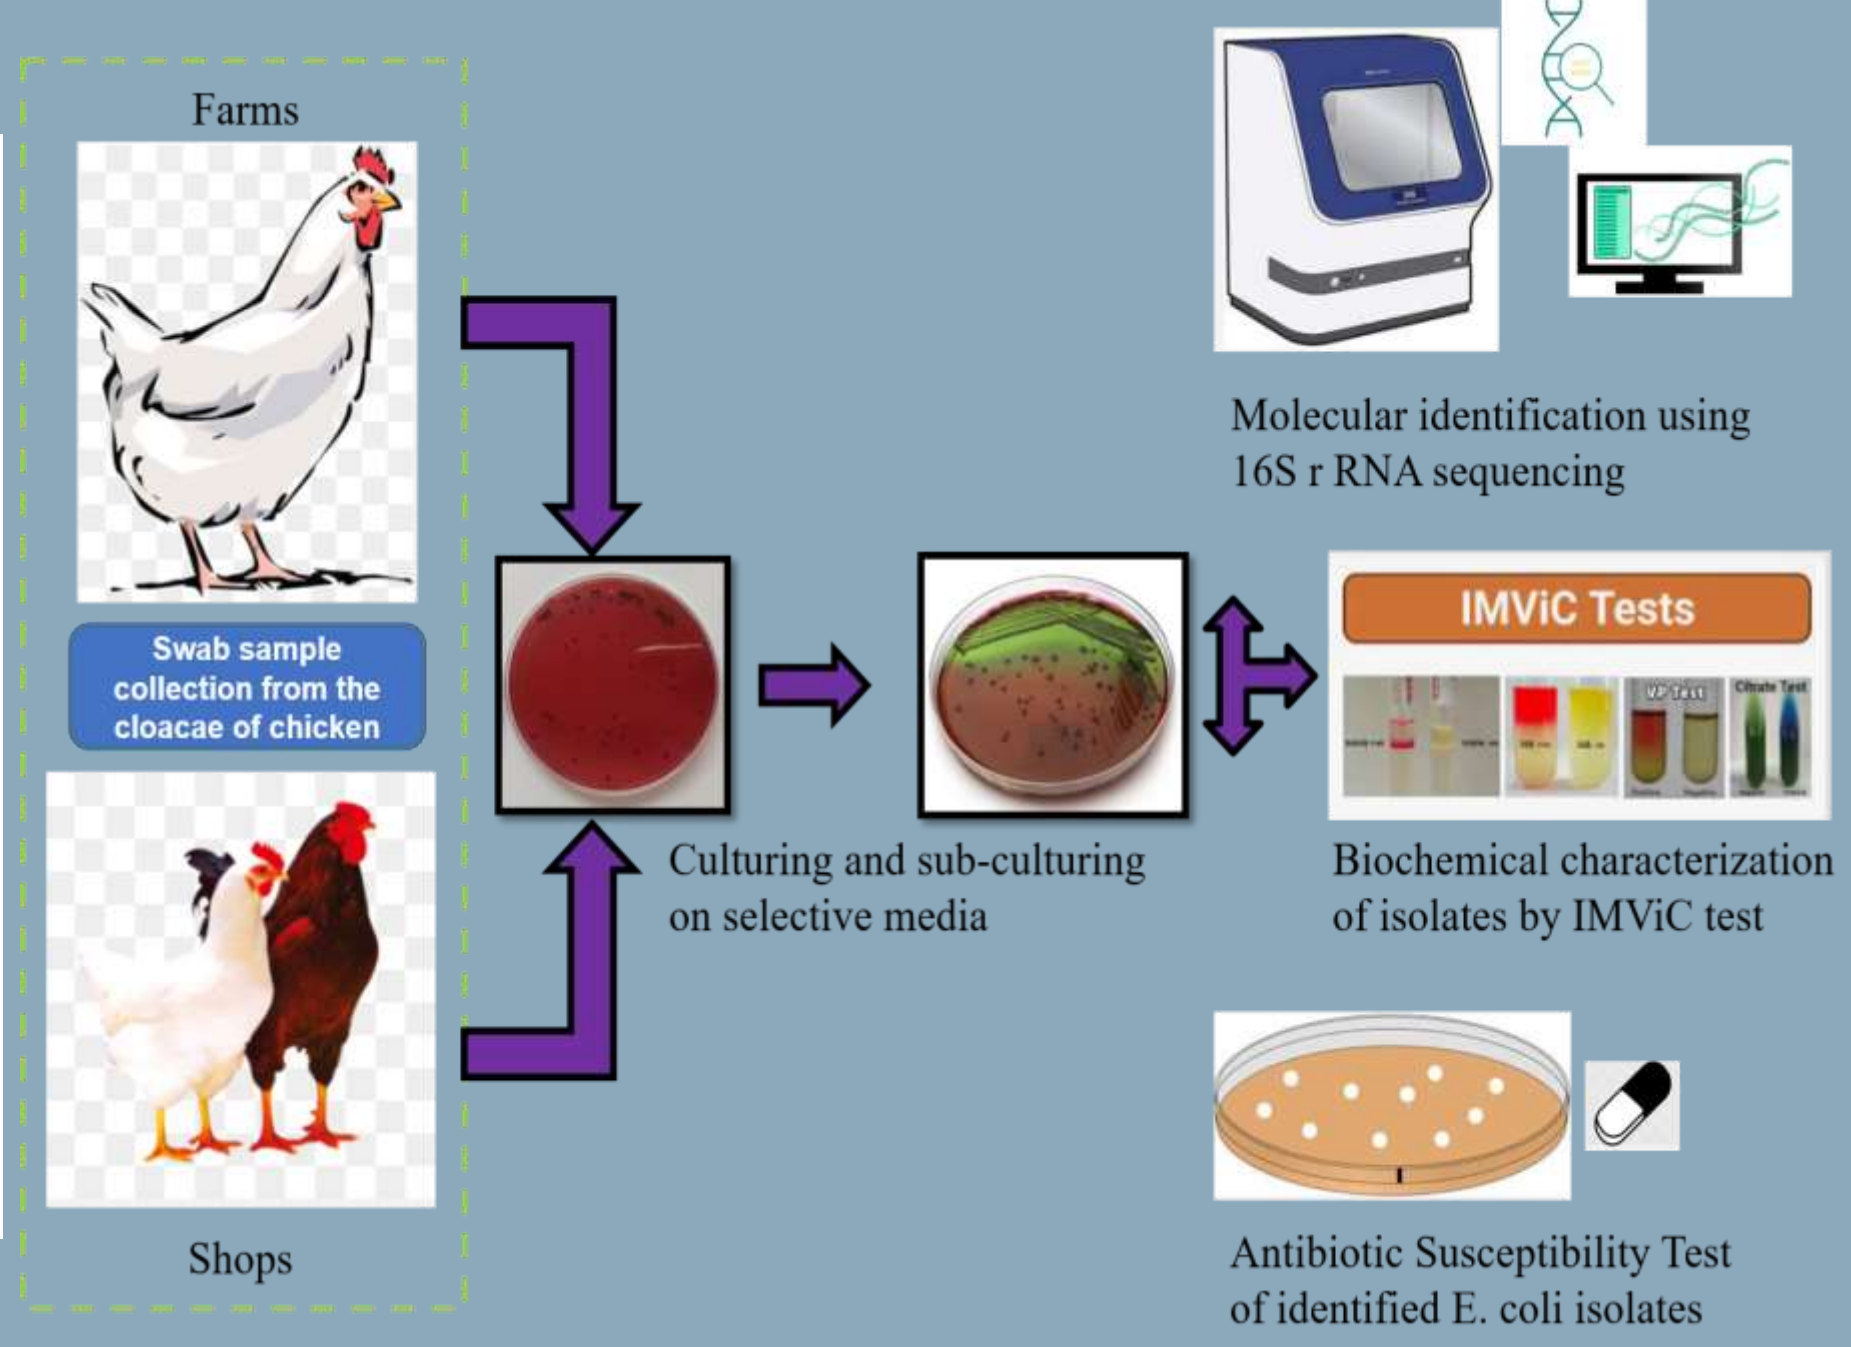 Farms
Swab sample
collection from the
cloacae of chicken
Shops
Culturing and sub-culturing
on selective media
Molecular identification using
16S r RNA sequencing
IMViC Tests
VP Test
Citrate Test
Biochemical characterization
of isolates by IMViC test
Antibiotic Susceptibility Test
of identified E. coli isolates